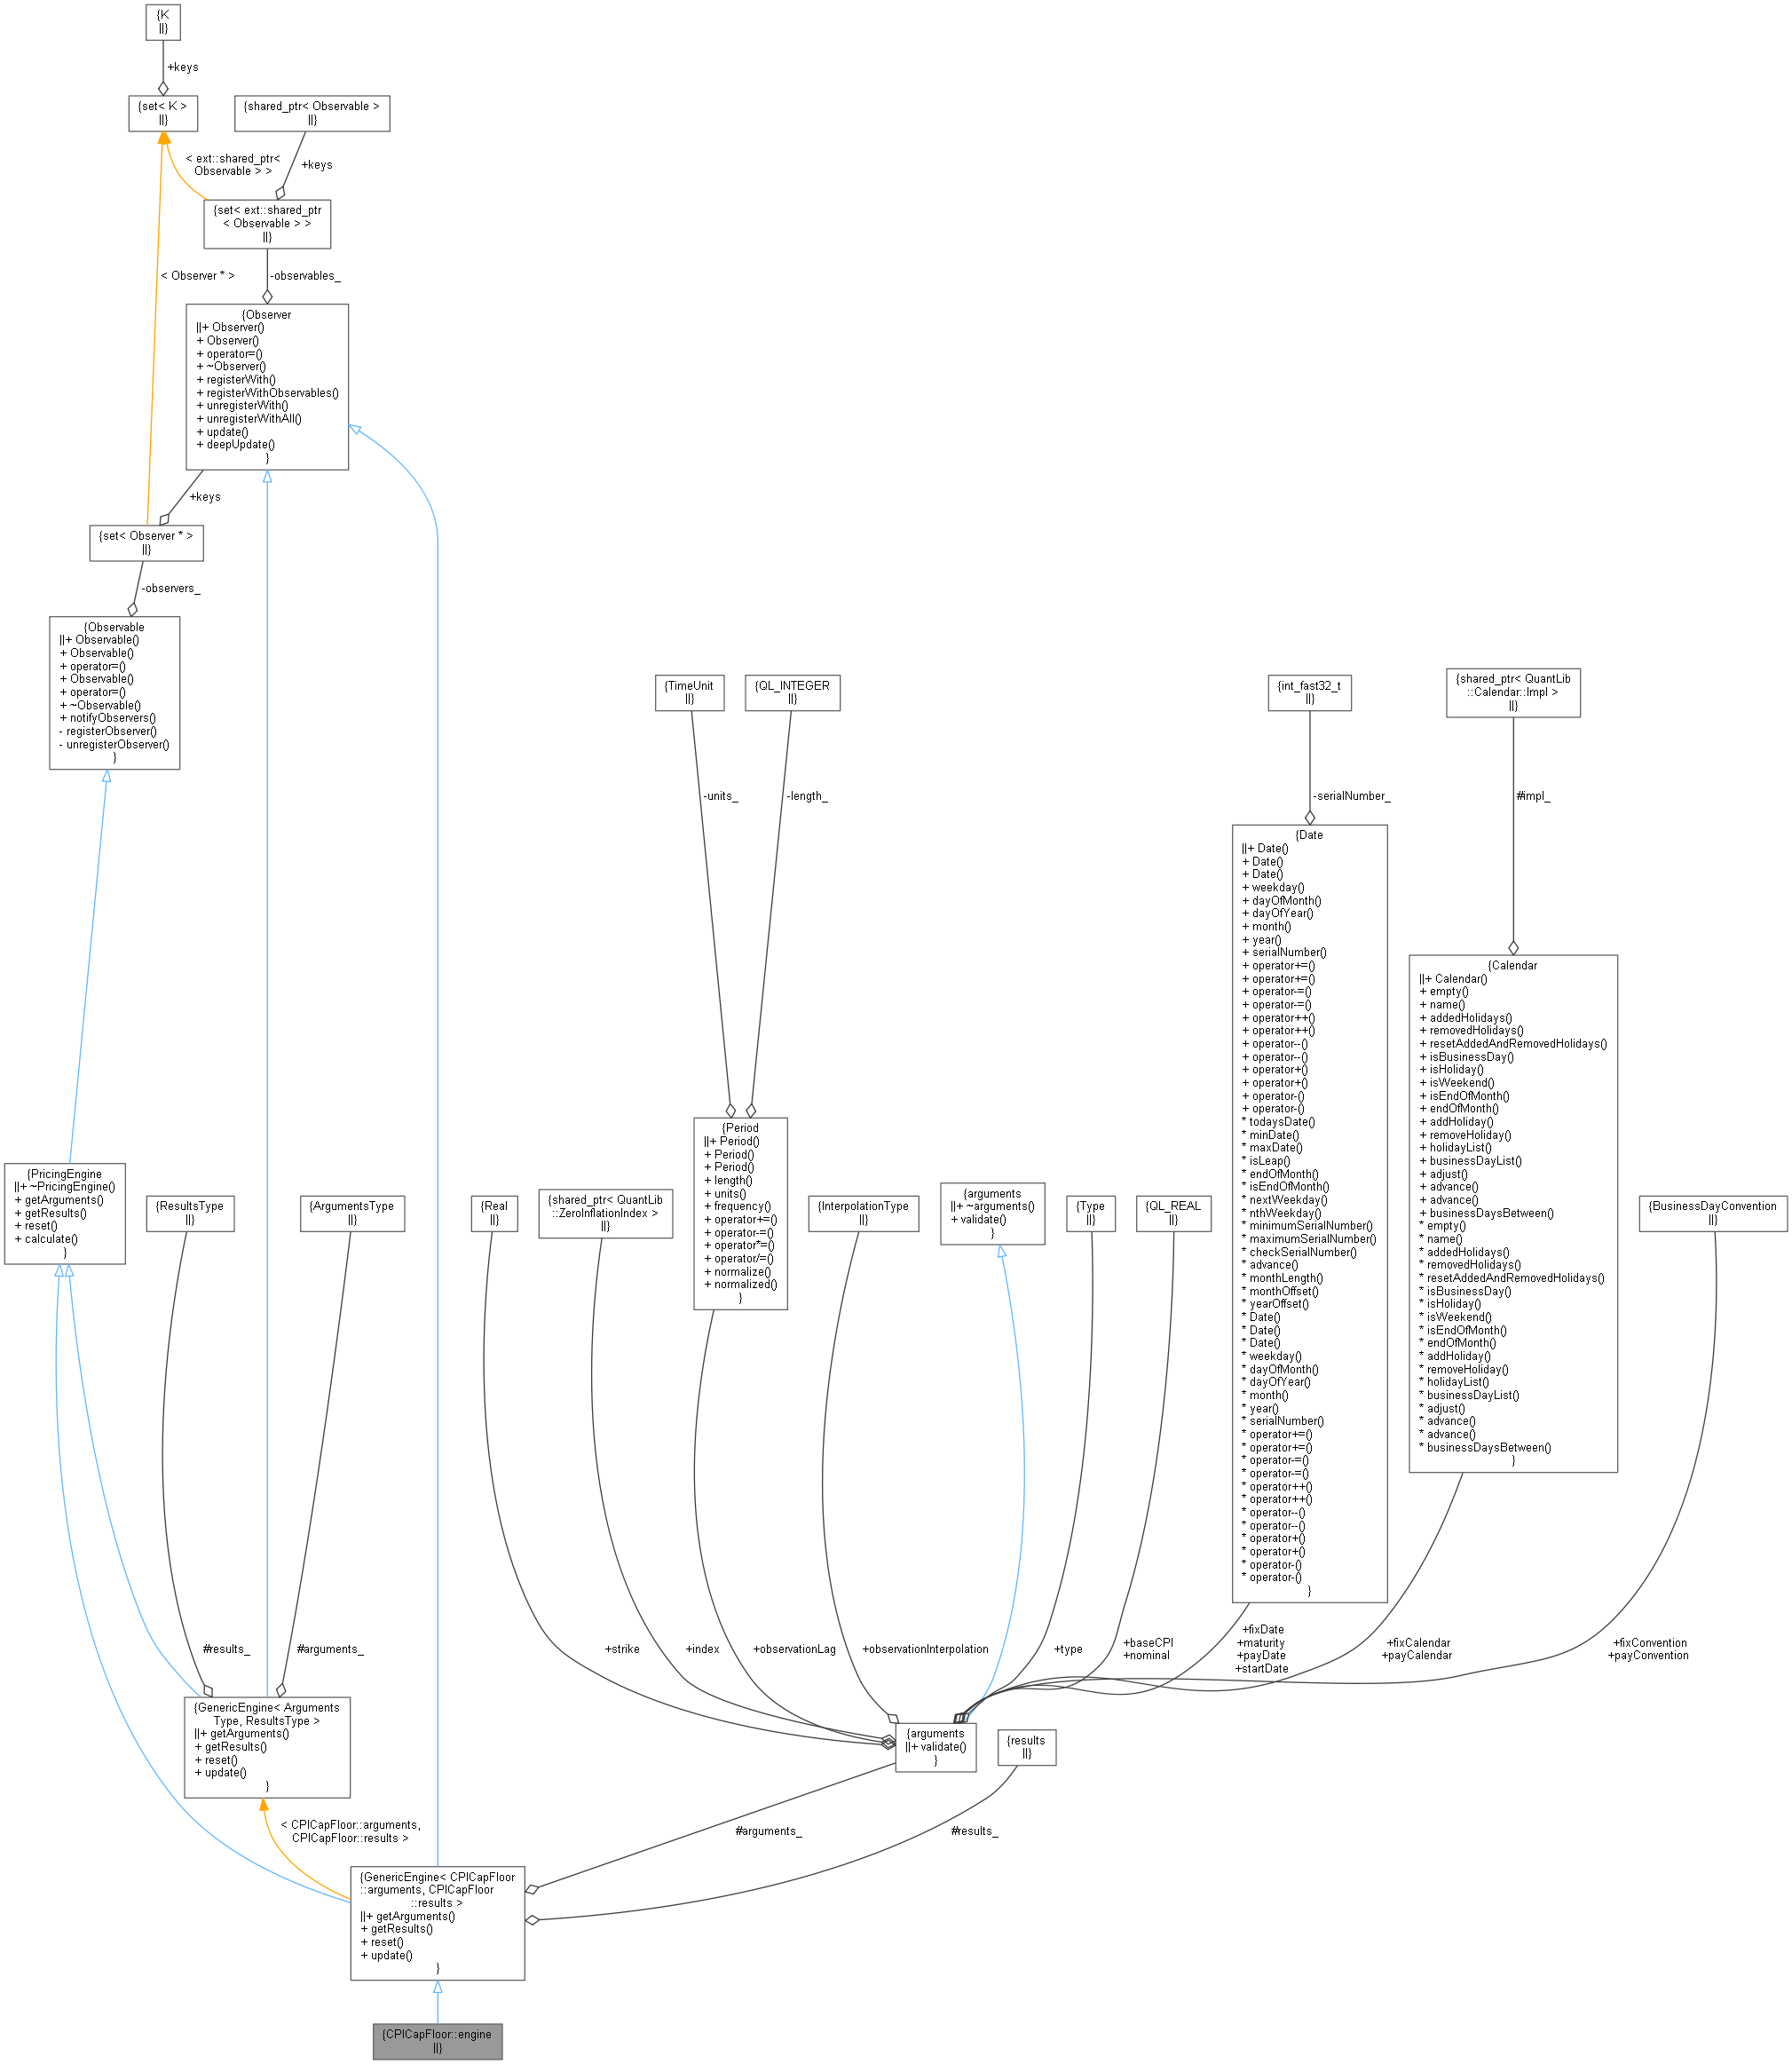 {K
||}
+keys
{set< K >
||}
{shared_ptr< Observable >
||}
< ext::shared_ptr<
Observable > >
+keys
{set< ext::shared_ptr
< Observable > >
||}
< Observer * >
-observables_
{Observer
||+ Observer()
+ Observer()
+ operator=()
+ ~Observer()
+ registerWith()
+ registerWithObservables()
+ unregisterWith()
+ unregisterWithAll()
+ update()
+ deepUpdate()
}
+keys
{set< Observer * >
||}
-observers_
{Observable
||+ Observable()
+ Observable()
+ operator=()
+ Observable()
+ operator=()
+ ~Observable()
+ notifyObservers()
- registerObserver()
- unregisterObserver()
}
{TimeUnit
||}
{QL_INTEGER
||}
{int_fast32_t
||}
{shared_ptr< QuantLib
::Calendar::Impl >
||}
-units_
-length_
-serialNumber_
#impl_
{Date
||+ Date()
+ Date()
+ Date()
+ weekday()
+ dayOfMonth()
+ dayOfYear()
+ month()
+ year()
+ serialNumber()
+ operator+=()
+ operator+=()
+ operator-=()
+ operator-=()
+ operator++()
+ operator++()
+ operator--()
+ operator--()
+ operator+()
+ operator+()
+ operator-()
+ operator-()
* todaysDate()
* minDate()
* maxDate()
* isLeap()
* endOfMonth()
* isEndOfMonth()
* nextWeekday()
* nthWeekday()
* minimumSerialNumber()
* maximumSerialNumber()
* checkSerialNumber()
* advance()
* monthLength()
* monthOffset()
* yearOffset()
* Date()
* Date()
* Date()
* weekday()
* dayOfMonth()
* dayOfYear()
* month()
* year()
* serialNumber()
* operator+=()
* operator+=()
* operator-=()
* operator-=()
* operator++()
* operator++()
* operator--()
* operator--()
* operator+()
* operator+()
* operator-()
* operator-()
}
{Calendar
||+ Calendar()
+ empty()
+ name()
+ addedHolidays()
+ removedHolidays()
+ resetAddedAndRemovedHolidays()
+ isBusinessDay()
+ isHoliday()
+ isWeekend()
+ isEndOfMonth()
+ endOfMonth()
+ addHoliday()
+ removeHoliday()
+ holidayList()
+ businessDayList()
+ adjust()
+ advance()
+ advance()
+ businessDaysBetween()
* empty()
* name()
* addedHolidays()
* removedHolidays()
* resetAddedAndRemovedHolidays()
* isBusinessDay()
* isHoliday()
* isWeekend()
* isEndOfMonth()
* endOfMonth()
* addHoliday()
* removeHoliday()
* holidayList()
* businessDayList()
* adjust()
* advance()
* advance()
* businessDaysBetween()
}
{Period
||+ Period()
+ Period()
+ Period()
+ length()
+ units()
+ frequency()
+ operator+=()
+ operator-=()
+ operator*=()
+ operator/=()
+ normalize()
+ normalized()
}
{PricingEngine
||+ ~PricingEngine()
+ getArguments()
+ getResults()
+ reset()
+ calculate()
}
{ResultsType
||}
{ArgumentsType
||}
{Real
||}
{shared_ptr< QuantLib
::ZeroInflationIndex >
||}
{InterpolationType
||}
{arguments
||+ ~arguments()
+ validate()
}
{Type
||}
{QL_REAL
||}
{BusinessDayConvention
||}
#results_
#arguments_
+strike
+index
+observationLag
+observationInterpolation
+type
+baseCPI
+nominal
+fixDate
+maturity
+payDate
+startDate
+fixCalendar
+payCalendar
+fixConvention
+payConvention
{GenericEngine< Arguments
Type, ResultsType >
||+ getArguments()
+ getResults()
+ reset()
+ update()
}
{arguments
||+ validate()
}
{results
||}
< CPICapFloor::arguments,
CPICapFloor::results >
#arguments_
#results_
{GenericEngine< CPICapFloor
::arguments, CPICapFloor
::results >
||+ getArguments()
+ getResults()
+ reset()
+ update()
}
{CPICapFloor::engine
||}